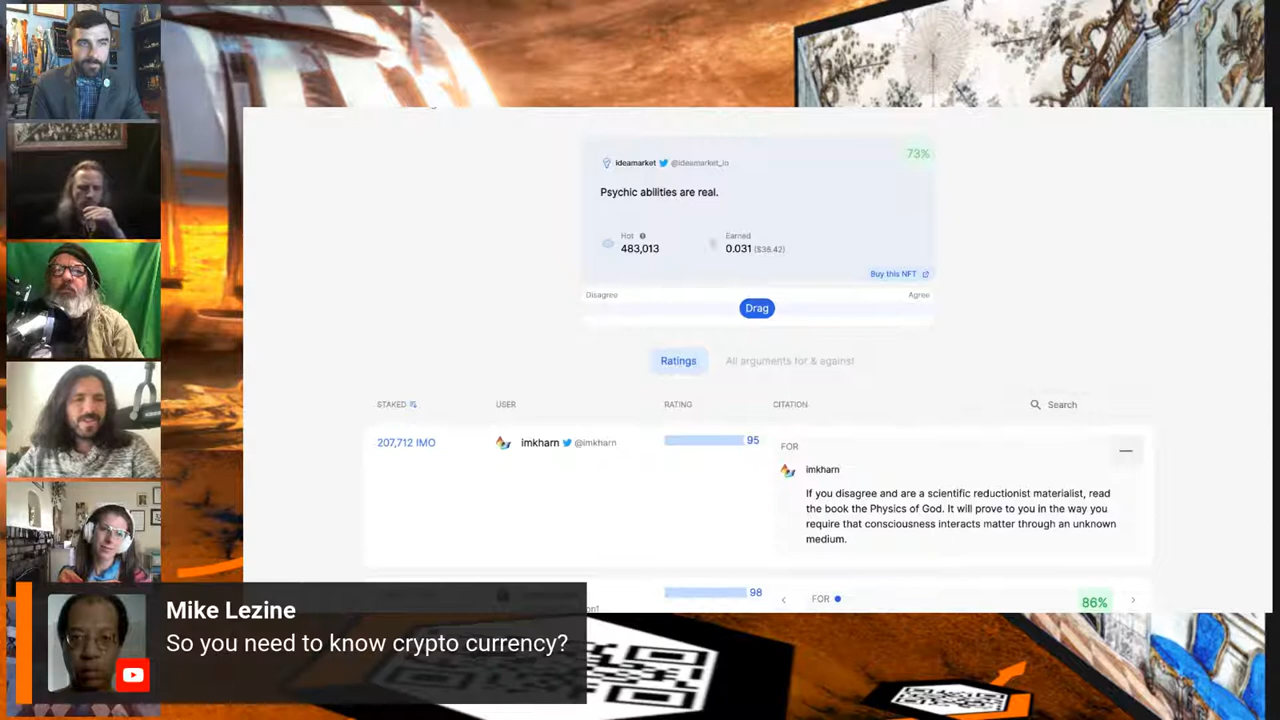 73%
ideamarket @ideamarket_io
Psychic abilities are real.
Hot
Earned
483,013
0.031 ($36.42)
Buy this NFT
Disagree
Agree
Drag
Ratings
All arguments for & against
STAKED
USER
RATING
CITATION
Search
207,712 IMO
imkharn @imkharn
95
FOR
imkharn
If you disagree and are a scientific reductionist materialist, read
the book the Physics of God. It will prove to you in the way you
require that consciousness interacts matter through an unknown
medium.
98
FOR
86%
Mike Lezine
So you need to know crypto currency?